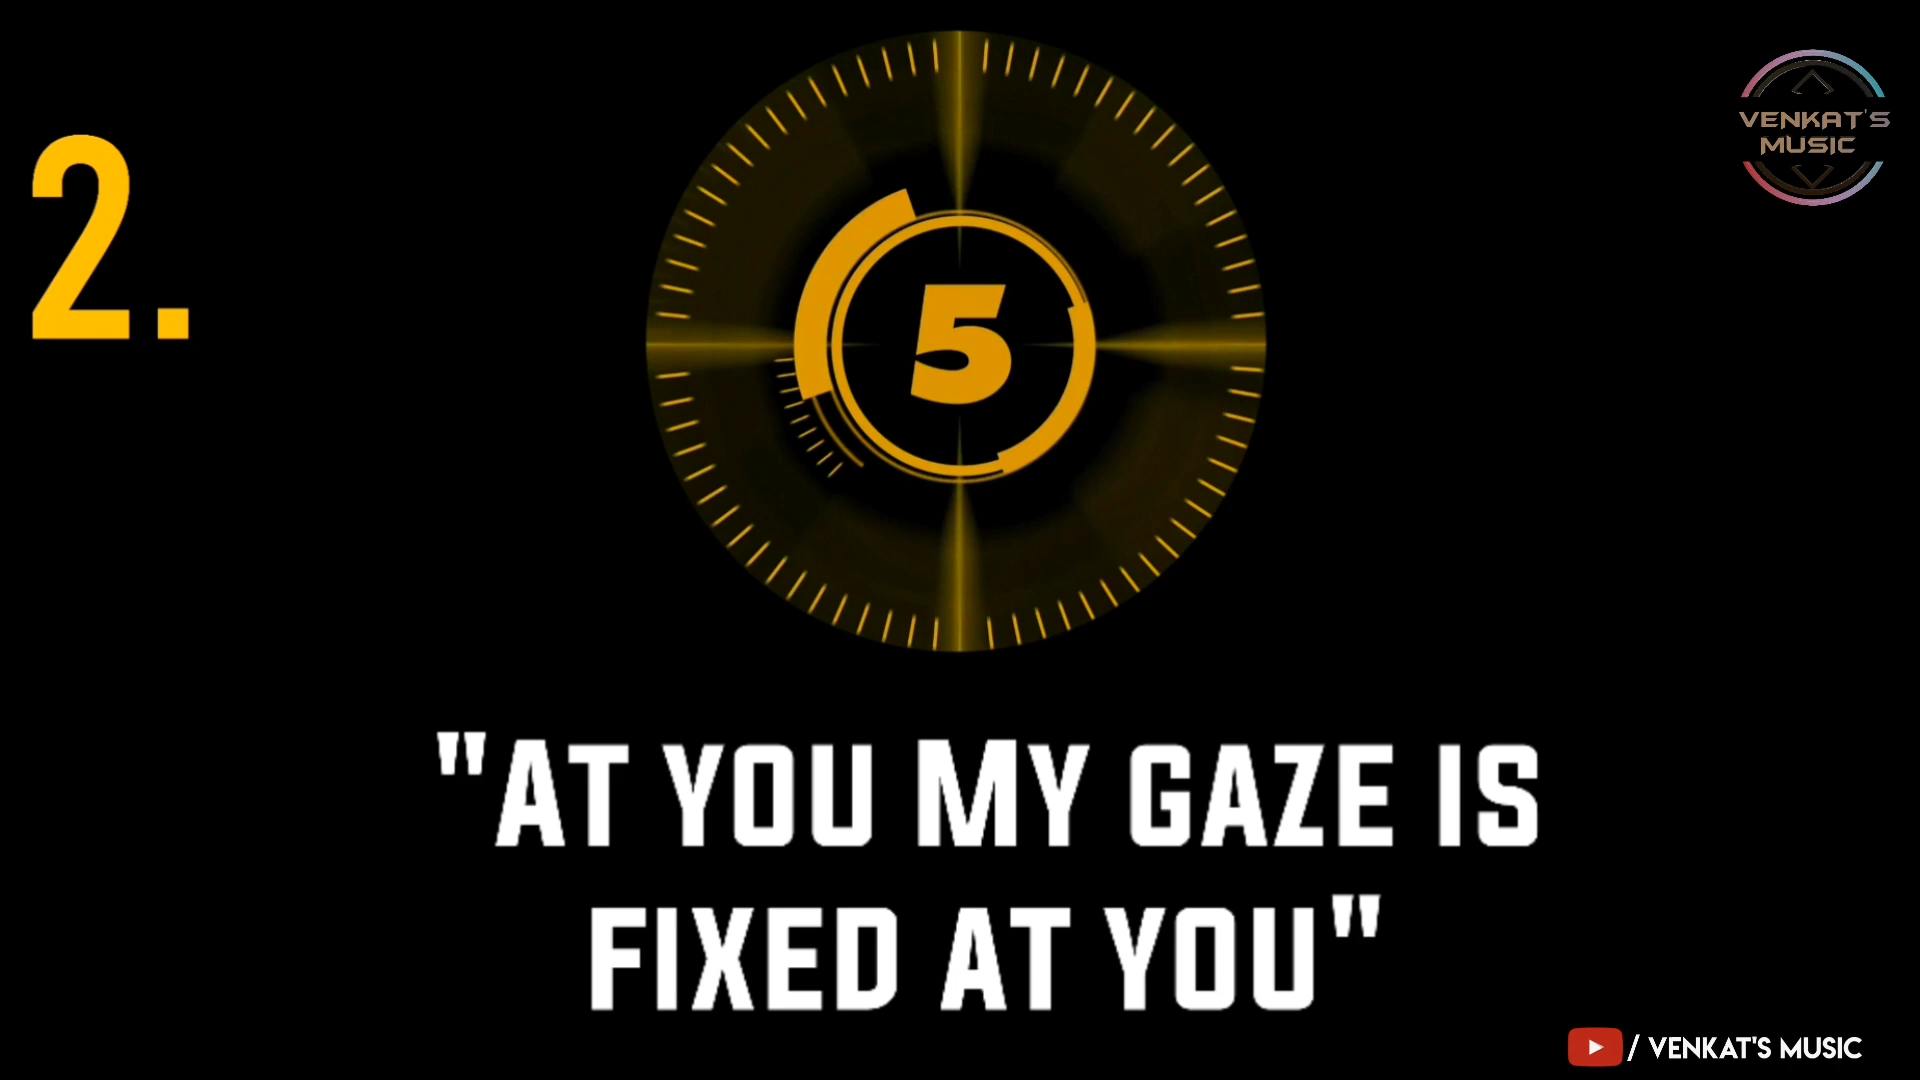 2.
5
VENKAT'S
MUSIC
"AT YOU MY GAZE IS
FIXED AT YOU"
/ VENKAT'S MUSIC